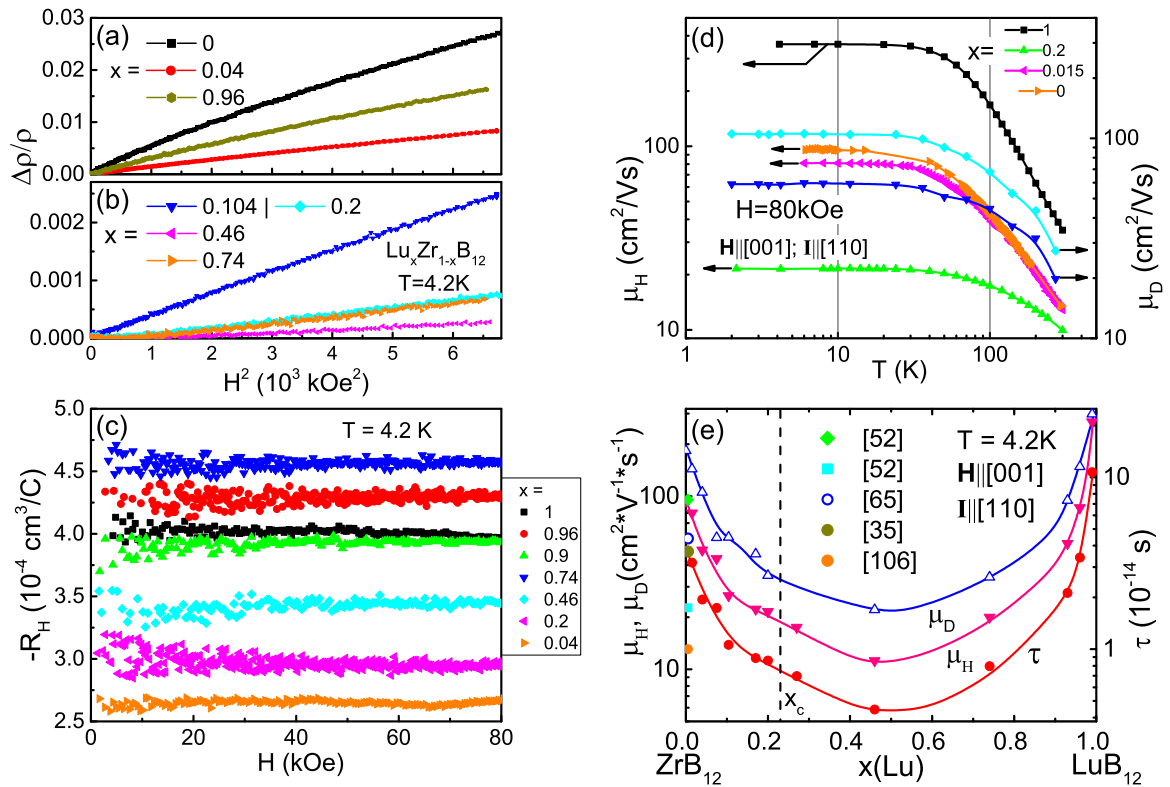 (a)
0.03
0.02
0.01
0.00
Δρ/ρ
0
x = 0.04
0.96
(b)
0.002
0.001
0.000
0.104 | 0.2
x = 0.46
0.74
LuxZr1-xB12
T=4.2K
0 1 2 3 4 5 6
H² (10³ kOe²)
(c)
T = 4.2 K
5.0
4.5
4.0
3.5
3.0
2.5
-RH (10⁻⁴ cm³/C)
0 20 40 60 80
H (kOe)
x =
1
0.96
0.9
0.74
0.46
0.2
0.04
(d)
1
x= 0.2
0.015
0
100
10
μH (cm²/Vs)
H=80kOe
H||[001]; I||[110]
100
10
μD (cm²/Vs)
1 10 100
T (K)
(e)
[52]
[52]
[65]
[35]
[106]
T = 4.2K
H||[001]
I||[110]
100
10
μH, μD(cm²*V⁻¹*s⁻¹)
10
1
τ (10⁻¹⁴ s)
μD
μH
τ
xc
0.0 0.2 0.4 0.6 0.8 1.0
ZrB12 x(Lu) LuB12